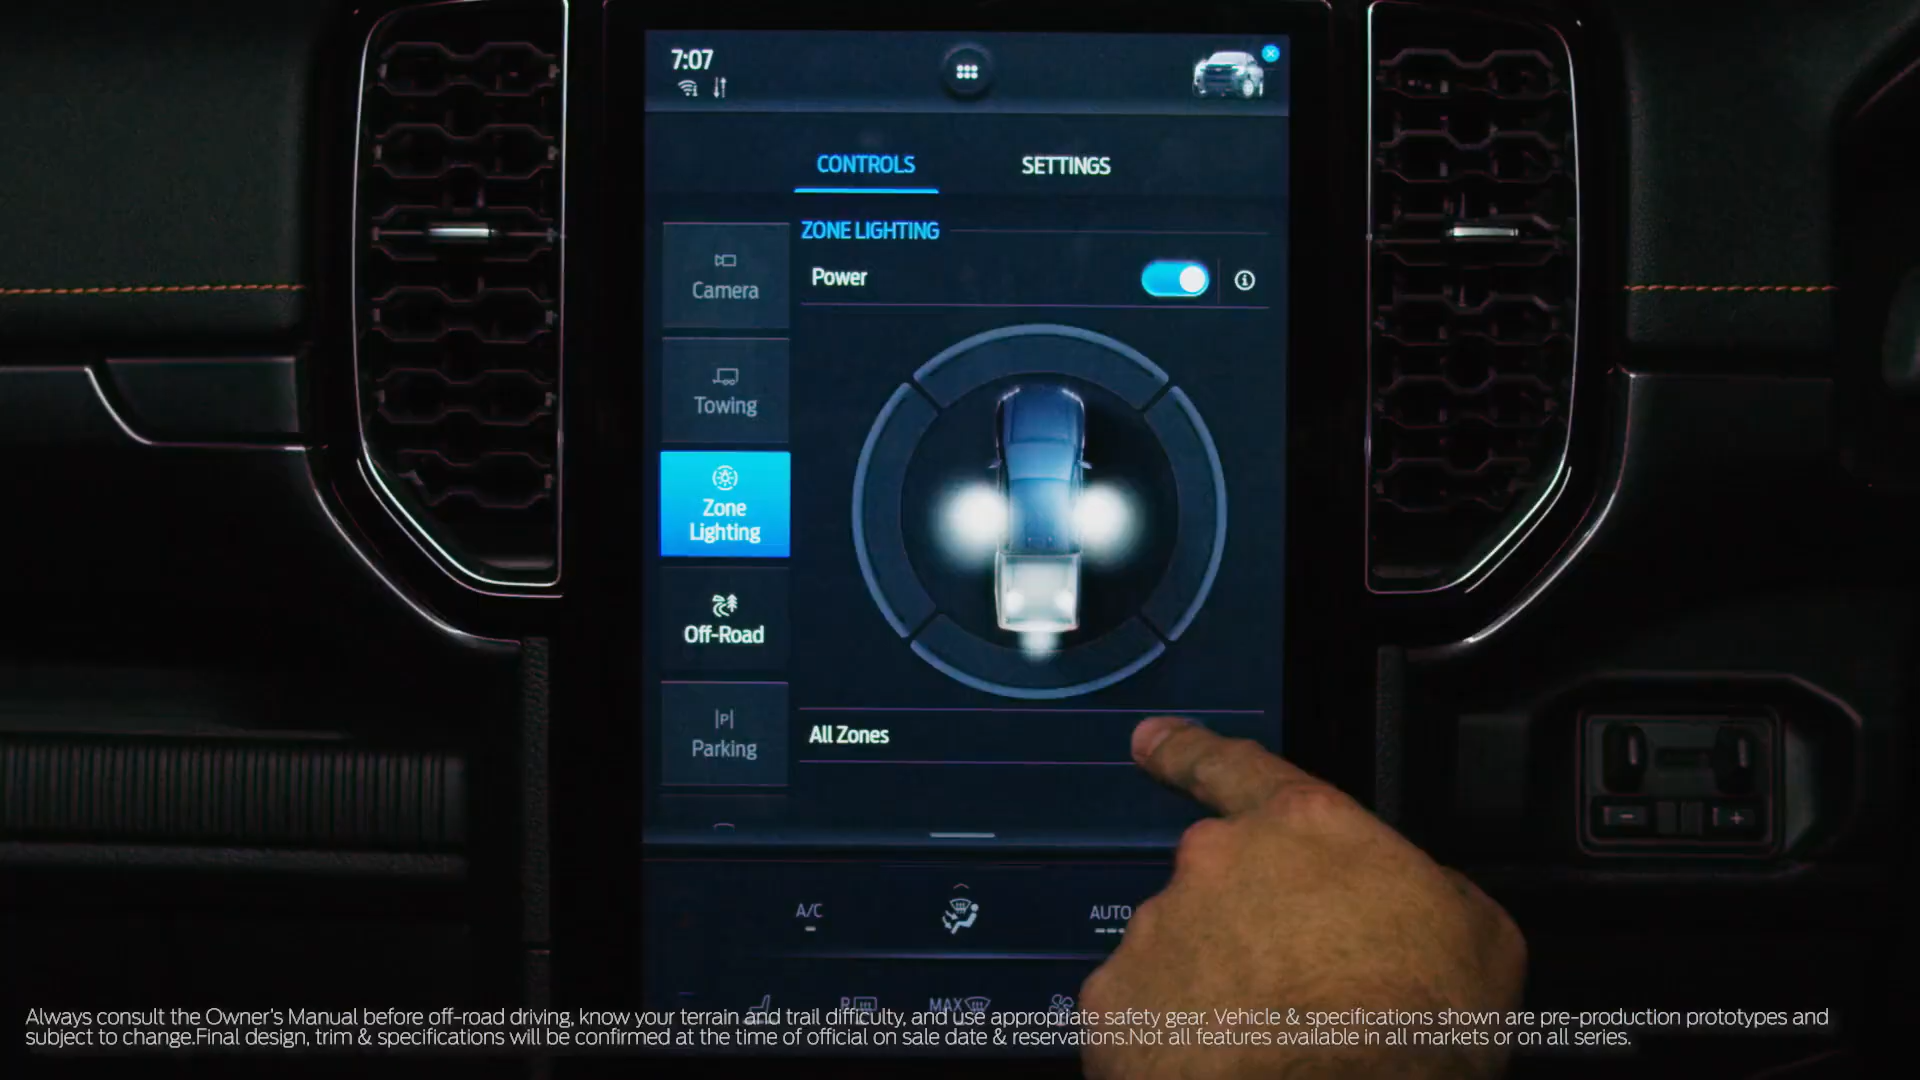 7:07
CONTROLS
SETTINGS
ZONE LIGHTING
Power
Camera
Towing
Zone
Lighting
Off-Road
P
Parking
All Zones
A/C
AUTO
R
MAX
Always consult the Owner's Manual before off-road driving, know your terrain and trail difficulty, and use appropriate safety gear. Vehicle & specifications shown are pre-production prototypes and
subject to change.Final design, trim & specifications will be confirmed at the time of official on sale date & reservations.Not all features available in all markets or on all series.